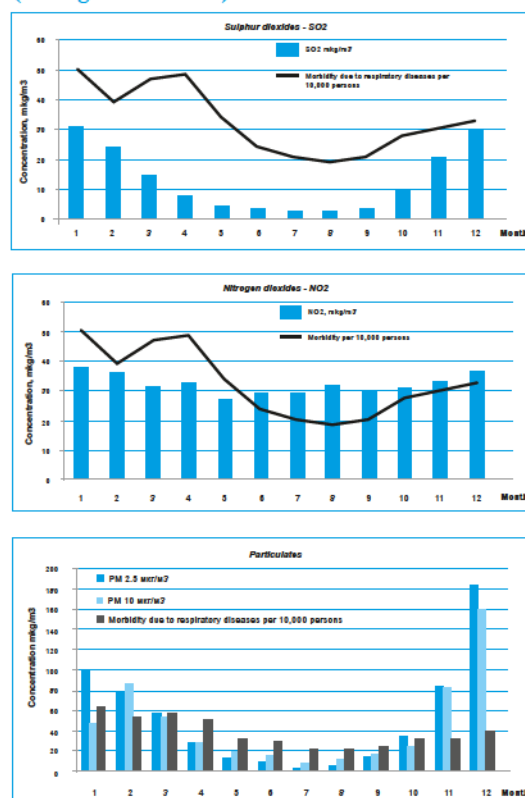 Sulphur dioxides - SO2
60
SO2 mkg/m3
50
Morbidity due to respiratory diseases per
10,000 persons
40
30
20
10
0
Concentration, mkg/m3
1 2 3 4 5 6 7 8 9 10 11 12 Month
Nitrogen dioxides - NO2
60
NO2, mkg/m3
50
Morbidity per 10,000 persons
40
30
20
10
0
Concentration, mkg/m3
1 2 3 4 5 6 7 8 9 10 11 12 Month
Particulates
200
PM 2.5 мкг/м3
180
PM 10 мкг/м3
160
Morbidity due to respiratory diseases per 10,000 persons
140
120
100
80
60
40
20
0
Concentration mkg/m3
1 2 3 4 5 6 7 8 9 10 11 12 Month